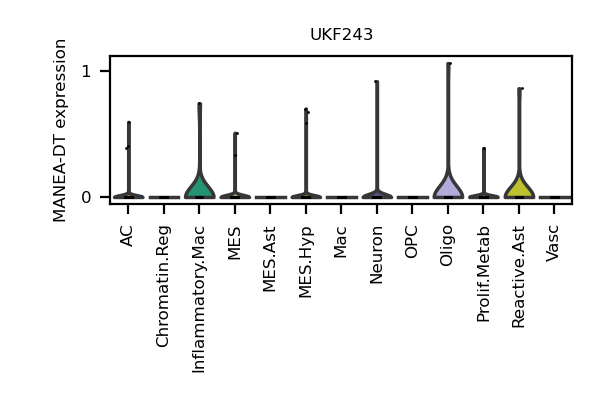 UKF243
MANEA-DT expression
1
0
AC
Chromatin.Reg
Inflammatory.Mac
MES
MES.Ast
MES.Hyp
Mac
Neuron
OPC
Oligo
Prolif.Metab
Reactive.Ast
Vasc